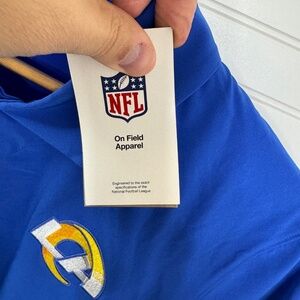 NFL
On Field
Apparel
Engineered to the exact
specifications of the
National Football League